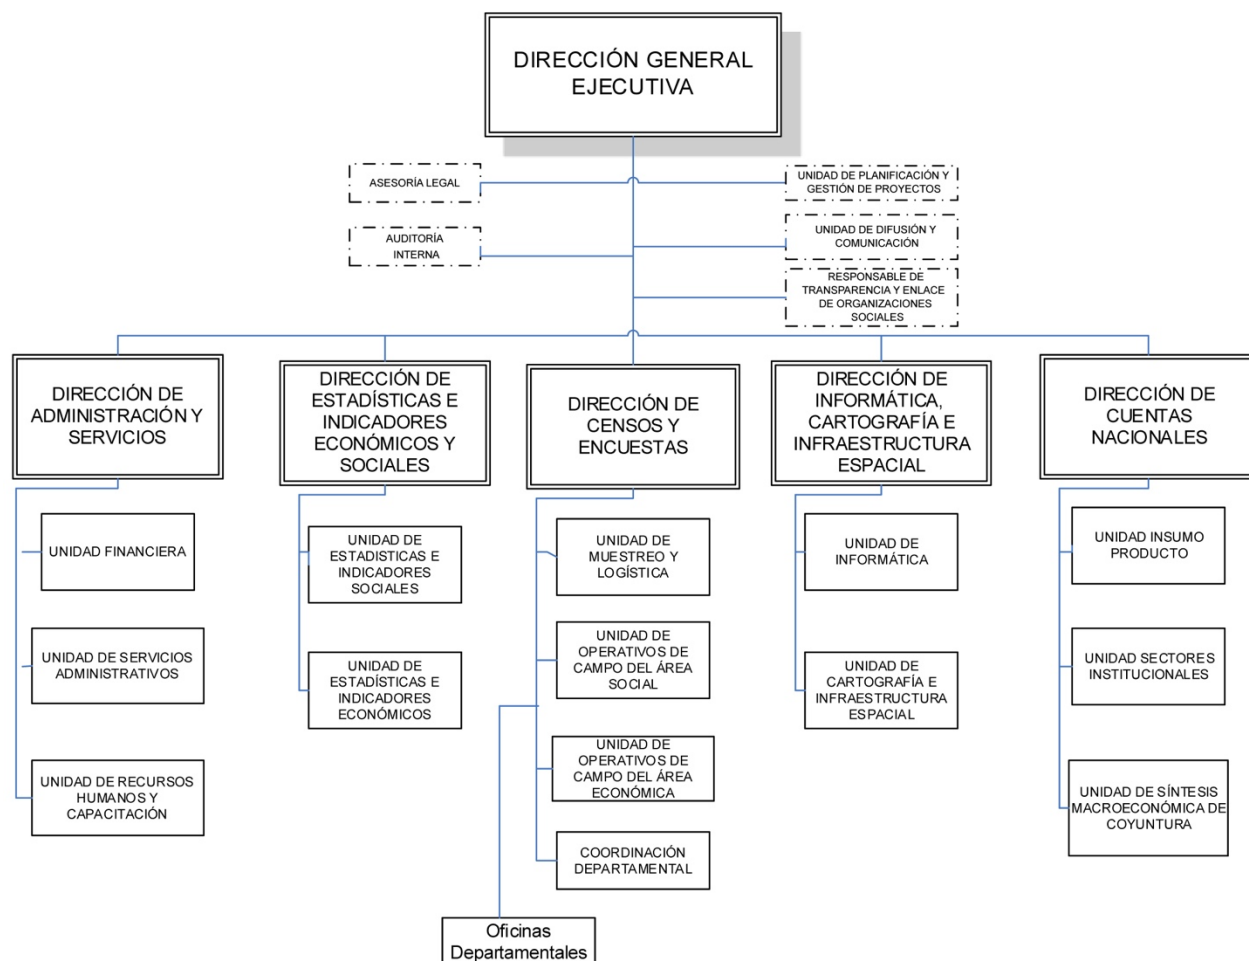 DIRECCIÓN GENERAL
EJECUTIVA
ASESORÍA LEGAL
UNIDAD DE PLANIFICACIÓN Y
GESTIÓN DE PROYECTOS
AUDITORÍA
INTERNA
UNIDAD DE DIFUSIÓN Y
COMUNICACIÓN
RESPONSABLE DE
TRANSPARENCIA Y ENLACE
DE ORGANIZACIONES
SOCIALES
DIRECCIÓN DE
ADMINISTRACIÓN Y
SERVICIOS
DIRECCIÓN DE
ESTADÍSTICAS E
INDICADORES
ECONÓMICOS Y
SOCIALES
DIRECCIÓN DE
CENSOS Y
ENCUESTAS
DIRECCIÓN DE
INFORMÁTICA,
CARTOGRAFÍA E
INFRAESTRUCTURA
ESPACIAL
DIRECCIÓN DE
CUENTAS
NACIONALES
UNIDAD FINANCIERA
UNIDAD DE SERVICIOS
ADMINISTRATIVOS
UNIDAD DE RECURSOS
HUMANOS Y
CAPACITACIÓN
UNIDAD DE
ESTADISTICAS E
INDICADORES
SOCIALES
UNIDAD DE
ESTADÍSTICAS E
INDICADORES
ECONÓMICOS
UNIDAD DE
MUESTREO Y
LOGÍSTICA
UNIDAD DE
OPERATIVOS DE
CAMPO DEL ÁREA
SOCIAL
UNIDAD DE
OPERATIVOS DE
CAMPO DEL ÁREA
ECONÓMICA
COORDINACIÓN
DEPARTAMENTAL
Oficinas
Departamentales
UNIDAD DE
INFORMÁTICA
UNIDAD DE
CARTOGRAFÍA E
INFRAESTRUCTURA
ESPACIAL
UNIDAD INSUMO
PRODUCTO
UNIDAD SECTORES
INSTITUCIONALES
UNIDAD DE SÍNTESIS
MACROECONÓMICA DE
COYUNTURA